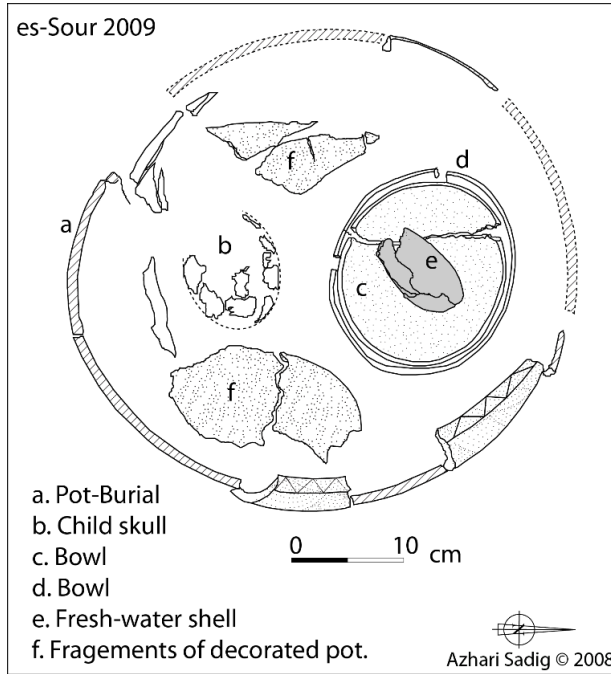 es-Sour 2009
f
d
a
b
e
c
f
a. Pot-Burial
b. Child skull
c. Bowl
d. Bowl
e. Fresh-water shell
f. Fragements of decorated pot.
0 10 cm
Z
Azhari Sadig © 2008